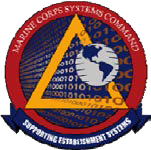 MARINE CORPS SYSTEMS COMMAND
SUPPORTING ESTABLISHMENT SYSTEMS